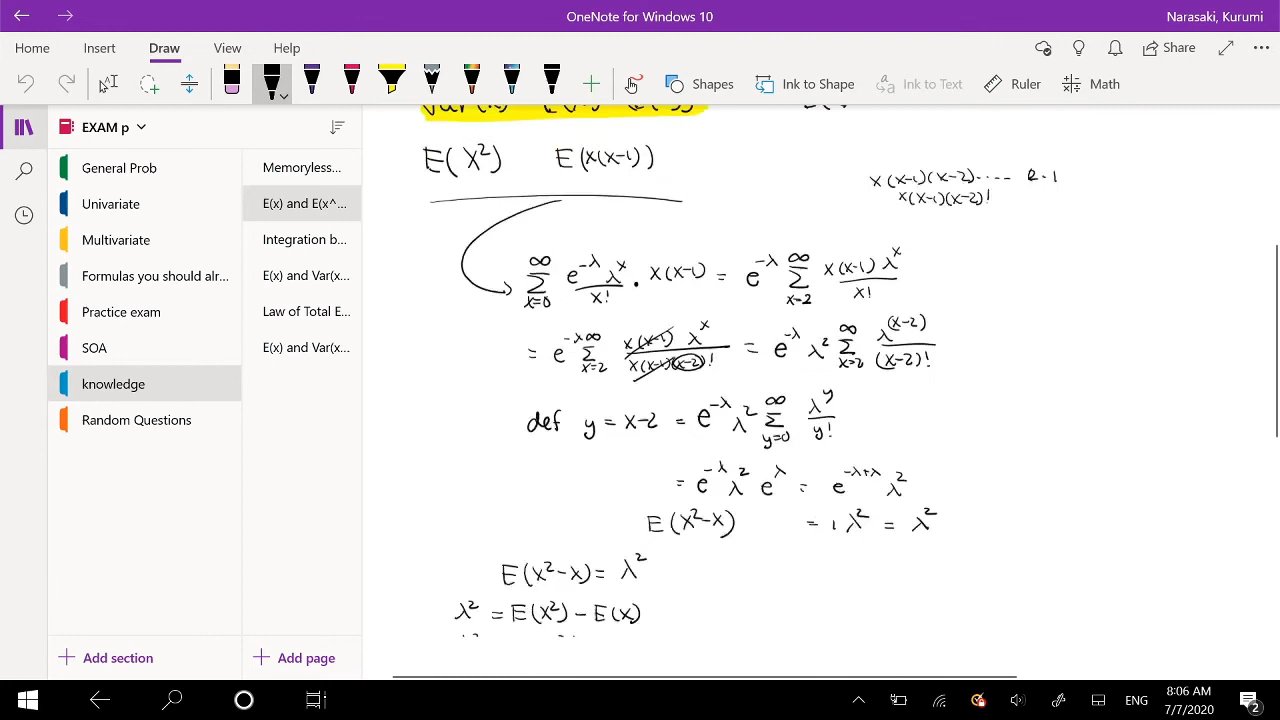 OneNote for Windows 10
Narasaki, Kurumi
Home Insert Draw View Help
Share
Shapes Ink to Shape Ink to Text Ruler Math
EXAM p
General Prob
Univariate
Multivariate
Formulas you should alr...
Practice exam
SOA
knowledge
Random Questions
Add section
Memoryless...
E(x) and E(x^...
Integration b...
E(x) and Var(x...
Law of Total E...
E(x) and Var(x...
Add page
E(X²) E(x(x-1))
x(x-1)(x-2)..... 2·1
x(x-1)(x-2)!
∞ ∑ x=0 e^-λ λ^x / x! · x(x-1) = e^-λ ∞ ∑ x=2 x(x-1) λ^x / x!
= e^-λ ∞ ∑ x=2 x(x-1) λ^x / x(x-1)(x-2)! = e^-λ λ² ∞ ∑ x=2 λ^(x-2) / (x-2)!
def y = x-2 = e^-λ λ² ∞ ∑ y=0 λ^y / y!
= e^-λ λ² e^λ = e^-λ+λ λ²
E(x²-x) = 1 λ² = λ²
E(x²-x) = λ²
λ² = E(x²) - E(x)
ENG
8:06 AM
7/7/2020
2